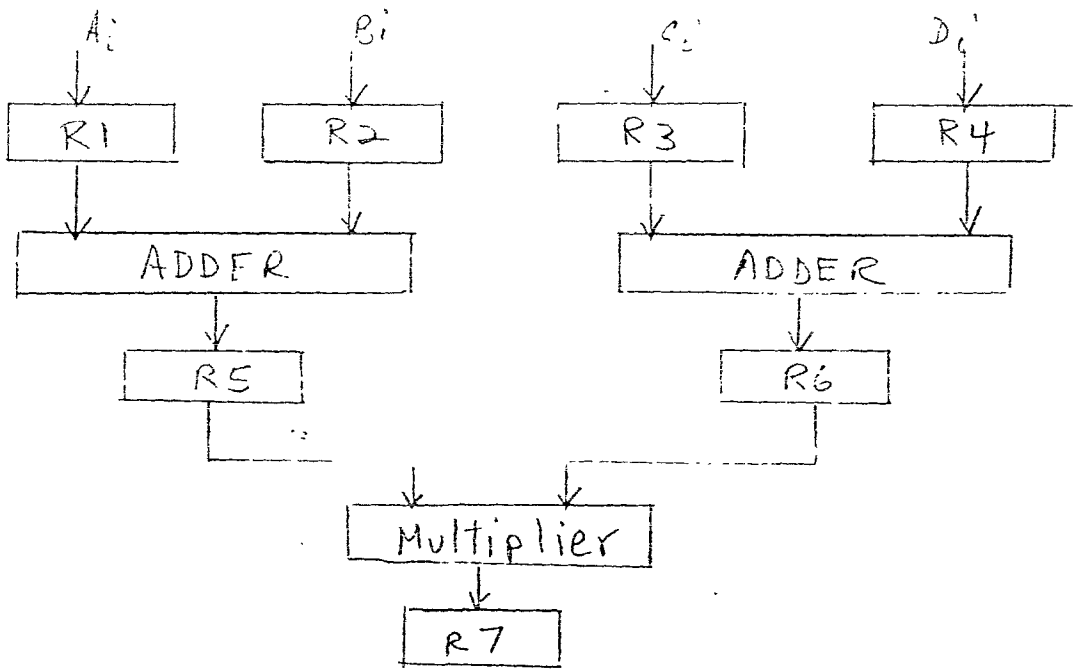 Ai Bi Ci Di
R1 R2 R3 R4
ADDER ADDER
R5 R6
Multiplier
R7